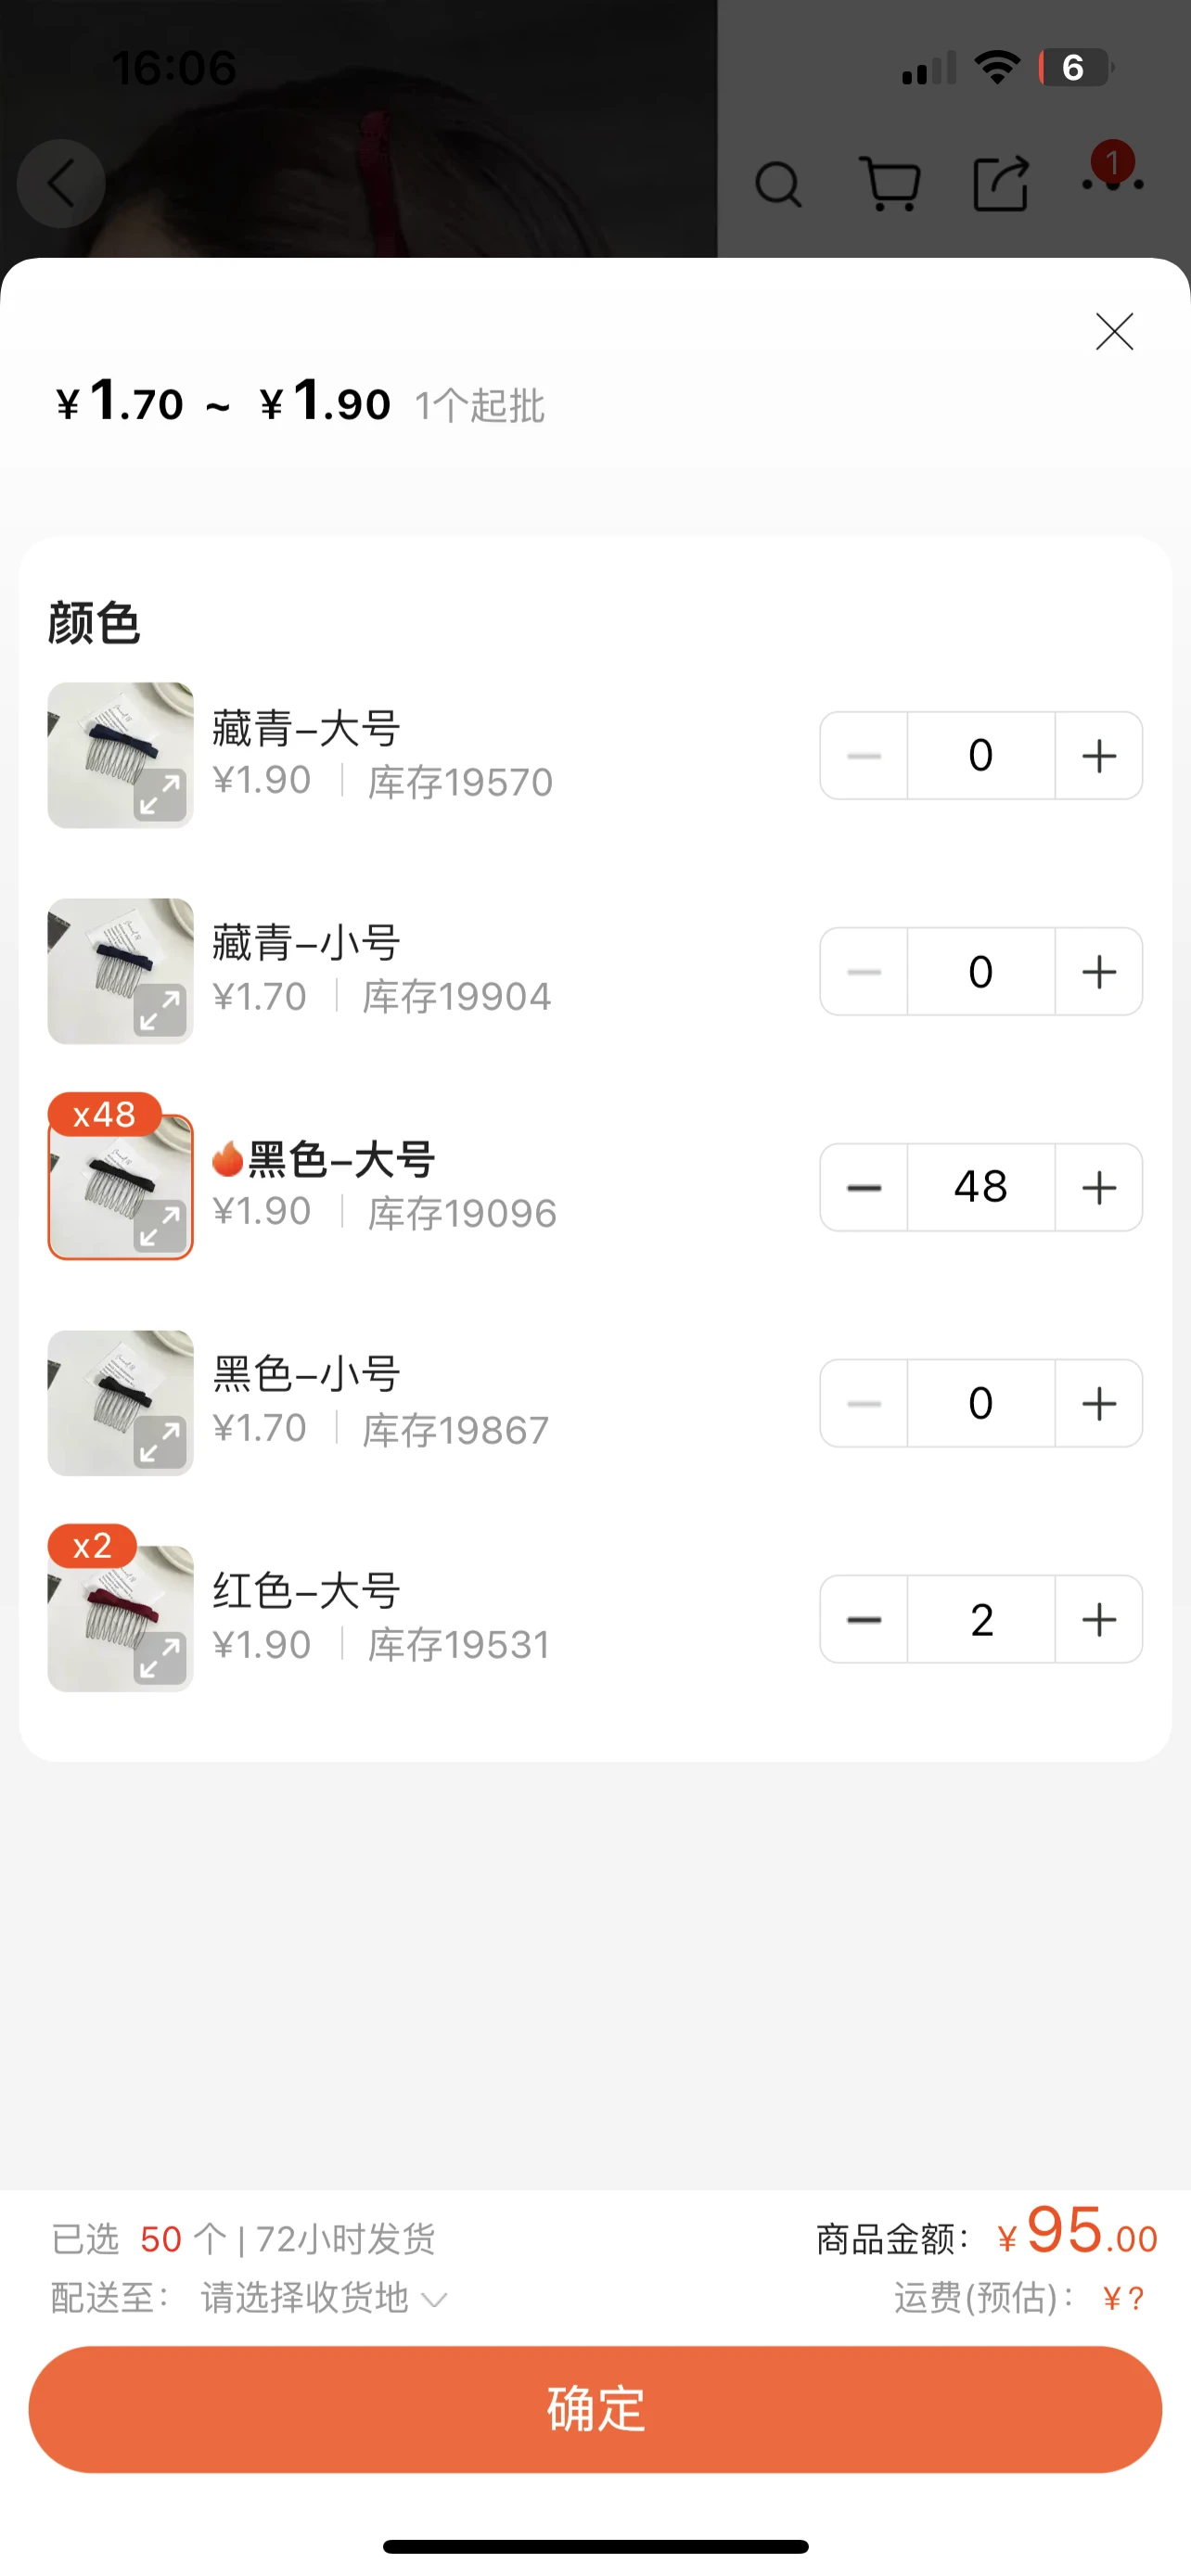 16:06
6
1
¥1.70 ~ ¥1.90 1个起批
颜色
藏青–大号
¥1.90 | 库存19570
0
藏青–小号
¥1.70 | 库存19904
0
x48
🔥黑色–大号
¥1.90 | 库存19096
48
黑色–小号
¥1.70 | 库存19867
0
x2
红色–大号
¥1.90 | 库存19531
2
已选 50 个 | 72小时发货
商品金额: ¥95.00
配送至: 请选择收货地
运费(预估): ¥?
确定